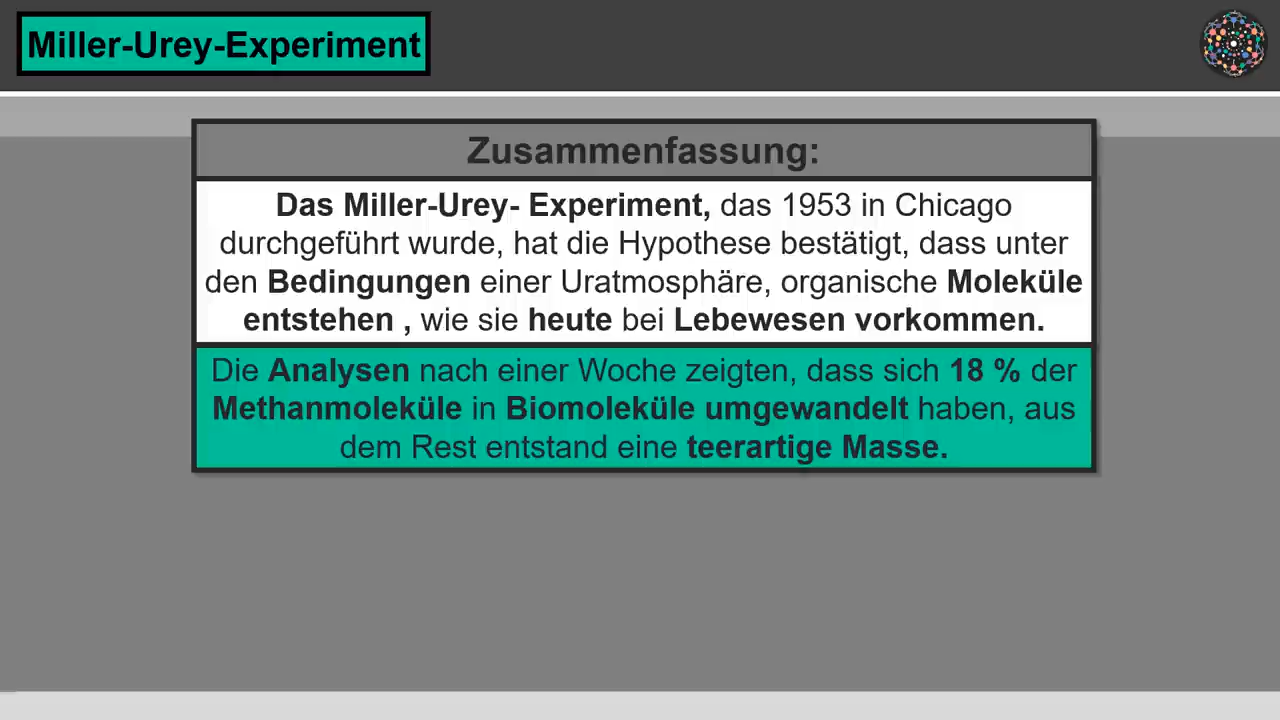 Miller-Urey-Experiment
Zusammenfassung:
Das Miller-Urey- Experiment, das 1953 in Chicago
durchgeführt wurde, hat die Hypothese bestätigt, dass unter
den Bedingungen einer Uratmosphäre, organische Moleküle
entstehen , wie sie heute bei Lebewesen vorkommen.
Die Analysen nach einer Woche zeigten, dass sich 18 % der
Methanmoleküle in Biomoleküle umgewandelt haben, aus
dem Rest entstand eine teerartige Masse.